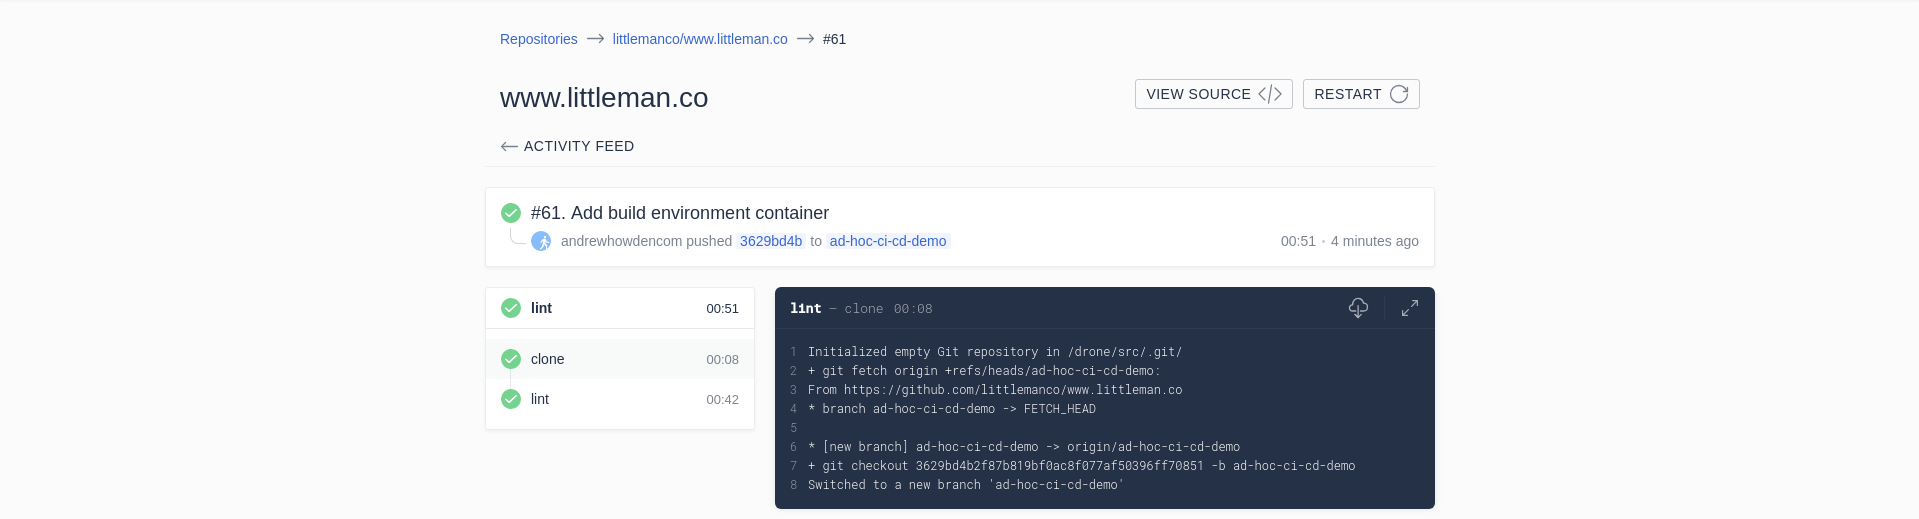 Repositories → littlemanco/www.littleman.co → #61
www.littleman.co
VIEW SOURCE </>
RESTART
← ACTIVITY FEED
#61. Add build environment container
andrewhowdencom pushed 3629bd4b to ad-hoc-ci-cd-demo
00:51 • 4 minutes ago
lint 00:51
clone 00:08
lint 00:42
lint — clone 00:08
1 Initialized empty Git repository in /drone/src/.git/
2 + git fetch origin +refs/heads/ad-hoc-ci-cd-demo:
3 From https://github.com/littlemanco/www.littleman.co
4 * branch ad-hoc-ci-cd-demo -> FETCH_HEAD
5
6 * [new branch] ad-hoc-ci-cd-demo -> origin/ad-hoc-ci-cd-demo
7 + git checkout 3629bd4b2f87b819bf0ac8f077af50396ff70851 -b ad-hoc-ci-cd-demo
8 Switched to a new branch 'ad-hoc-ci-cd-demo'